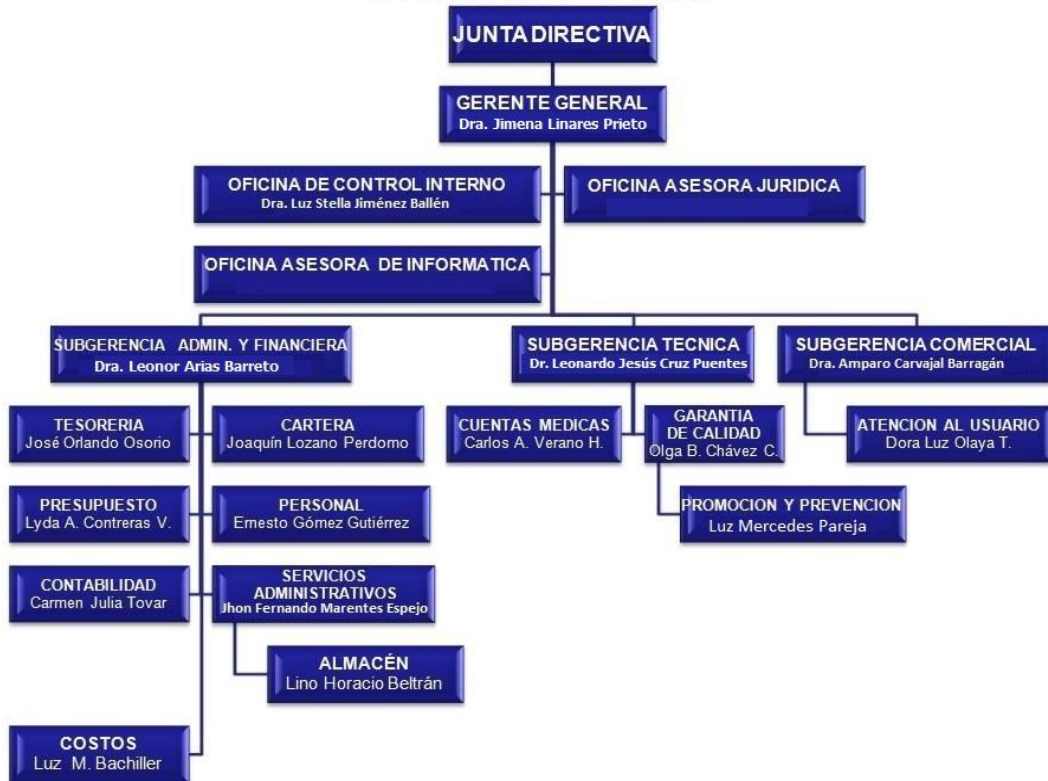 JUNTA DIRECTIVA
GERENTE GENERAL
Dra. Jimena Linares Prieto
OFICINA DE CONTROL INTERNO
Dra. Luz Stella Jiménez Ballén
OFICINA ASESORA JURIDICA
OFICINA ASESORA DE INFORMATICA
SUBGERENCIA ADMIN. Y FINANCIERA
Dra. Leonor Arias Barreto
SUBGERENCIA TECNICA
Dr. Leonardo Jesús Cruz Puentes
SUBGERENCIA COMERCIAL
Dra. Amparo Carvajal Barragán
TESORERIA
José Orlando Osorio
CARTERA
Joaquín Lozano Perdomo
CUENTAS MEDICAS
Carlos A. Verano H.
GARANTIA
DE CALIDAD
Olga B. Chávez C.
ATENCION AL USUARIO
Dora Luz Olaya T.
PRESUPUESTO
Lyda A. Contreras V.
PERSONAL
Ernesto Gómez Gutiérrez
PROMOCION Y PREVENCION
Luz Mercedes Pareja
CONTABILIDAD
Carmen Julia Tovar
SERVICIOS
ADMINISTRATIVOS
Jhon Fernando Marentes Espejo
ALMACÉN
Lino Horacio Beltrán
COSTOS
Luz M. Bachiller